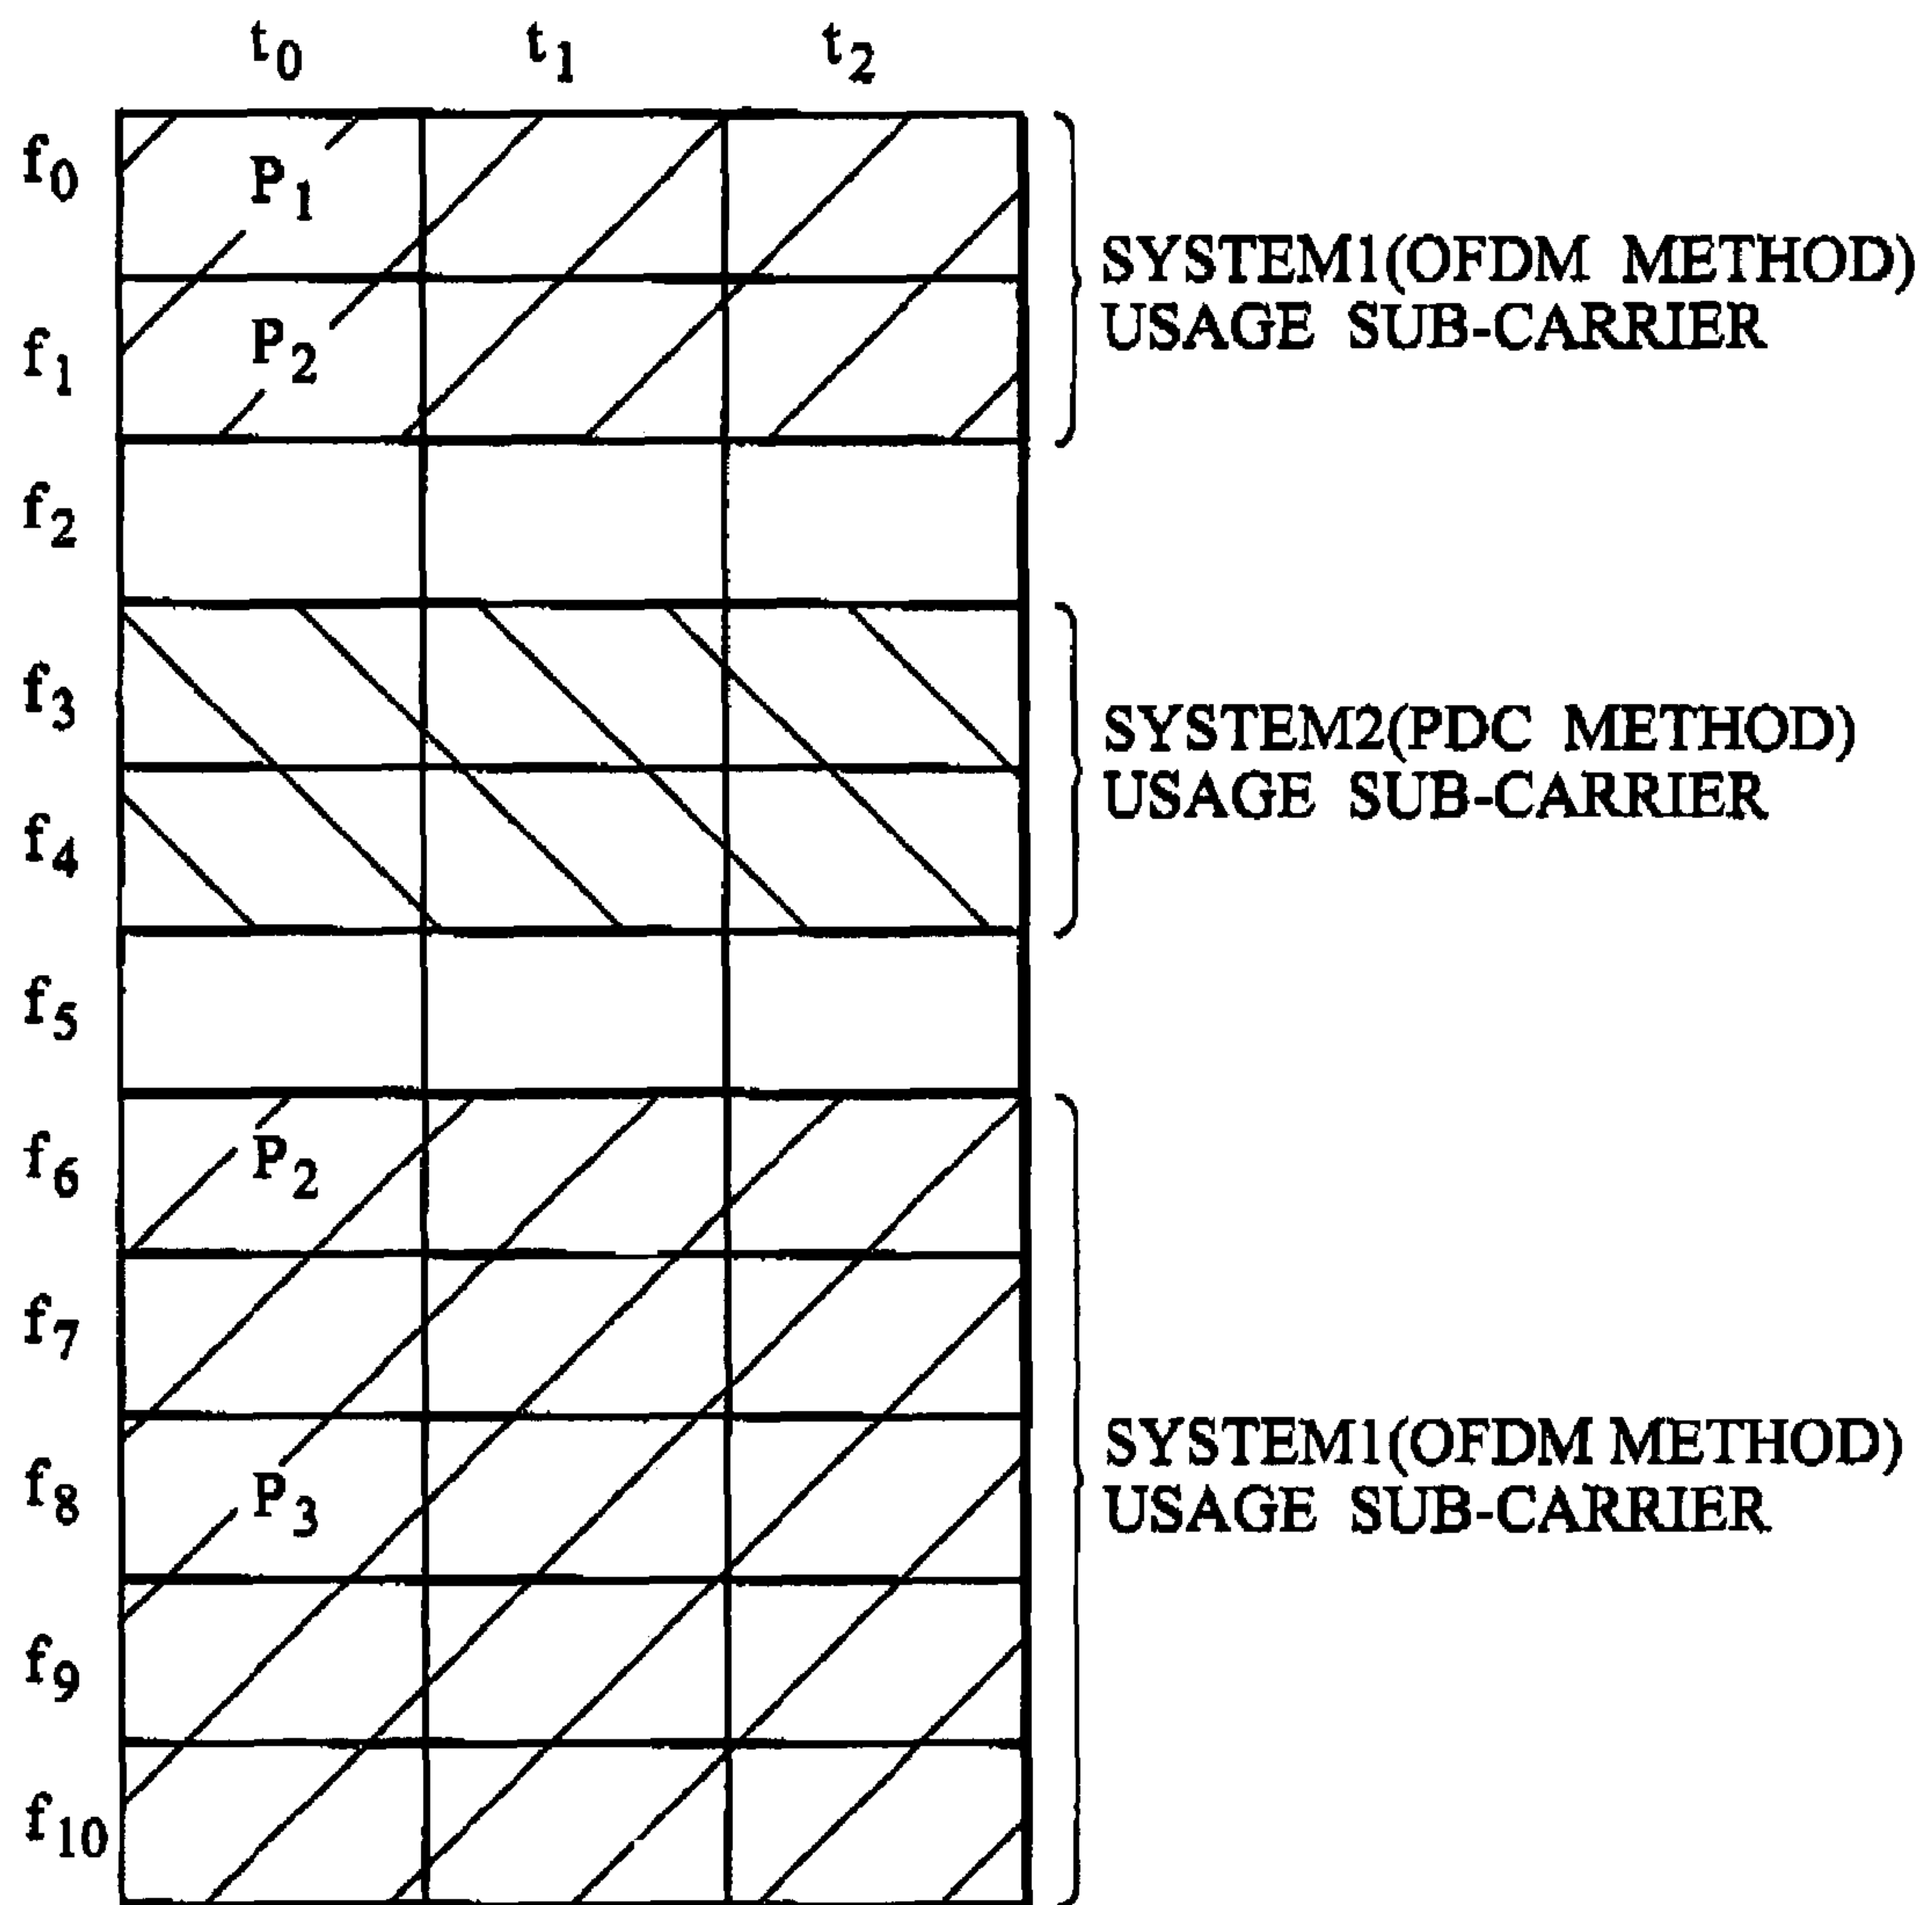 t0 t1 t2
f0 P1
SYSTEM1(OFDM METHOD)
USAGE SUB-CARRIER
f1 P2
f2
f3
SYSTEM2(PDC METHOD)
USAGE SUB-CARRIER
f4
f5
f6 P2
f7
SYSTEM1(OFDM METHOD)
USAGE SUB-CARRIER
f8 P3
f9
f10